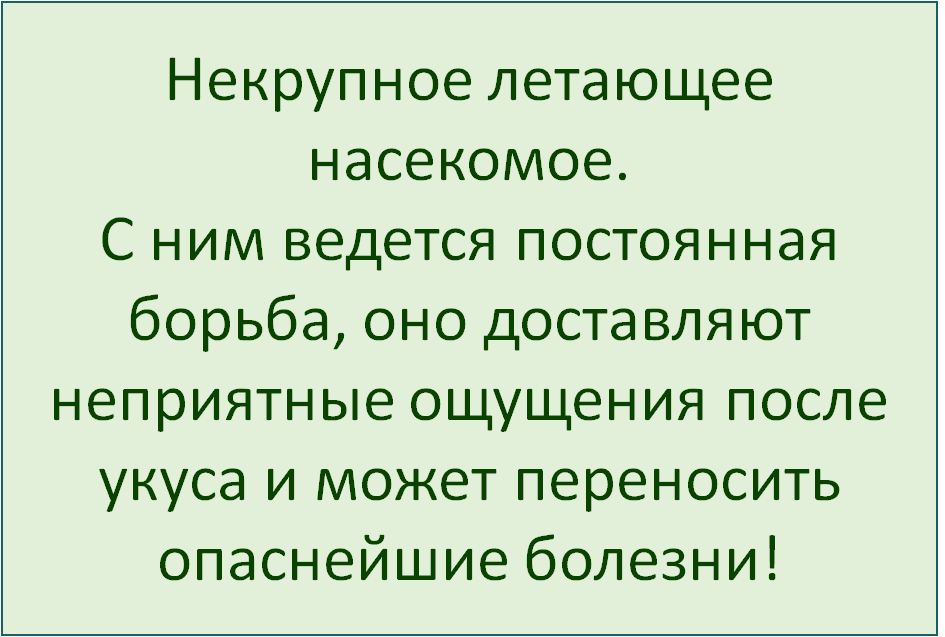 Некрупное летающее
насекомое.
С ним ведется постоянная
борьба, оно доставляют
неприятные ощущения после
укуса и может переносить
опаснейшие болезни!